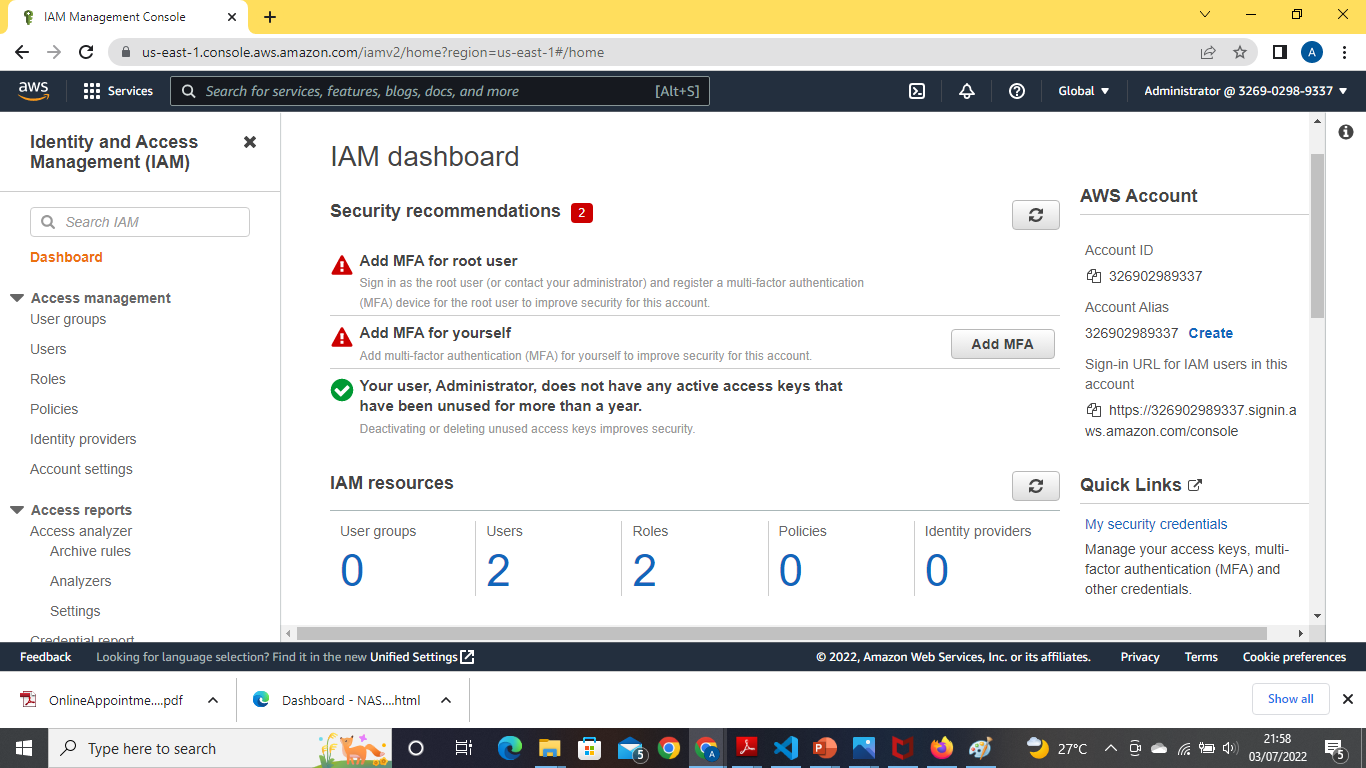 IAM Management Console
us-east-1.console.aws.amazon.com/iamv2/home?region=us-east-1#/home
A
aws
Services
Search for services, features, blogs, docs, and more
[Alt+S]
Global
Administrator @ 3269-0298-9337
Identity and Access
Management (IAM)
Search IAM
Dashboard
Access management
User groups
Users
Roles
Policies
Identity providers
Account settings
Access reports
Access analyzer
Archive rules
Analyzers
Settings
Credential report
IAM dashboard
Security recommendations 2
Add MFA for root user
Sign in as the root user (or contact your administrator) and register a multi-factor authentication
(MFA) device for the root user to improve security for this account.
Add MFA for yourself
Add multi-factor authentication (MFA) for yourself to improve security for this account.
Add MFA
Your user, Administrator, does not have any active access keys that
have been unused for more than a year.
Deactivating or deleting unused access keys improves security.
IAM resources
User groups
0
Users
2
Roles
2
Policies
0
Identity providers
0
AWS Account
Account ID
326902989337
Account Alias
326902989337 Create
Sign-in URL for IAM users in this
account
https://326902989337.signin.a
ws.amazon.com/console
Quick Links
My security credentials
Manage your access keys, multi-
factor authentication (MFA) and
other credentials.
Feedback
Looking for language selection? Find it in the new Unified Settings
© 2022, Amazon Web Services, Inc. or its affiliates.
Privacy
Terms
Cookie preferences
OnlineAppointme....pdf
Dashboard - NAS....html
Show all
Type here to search
5
A
27°C
21:58
03/07/2022
5